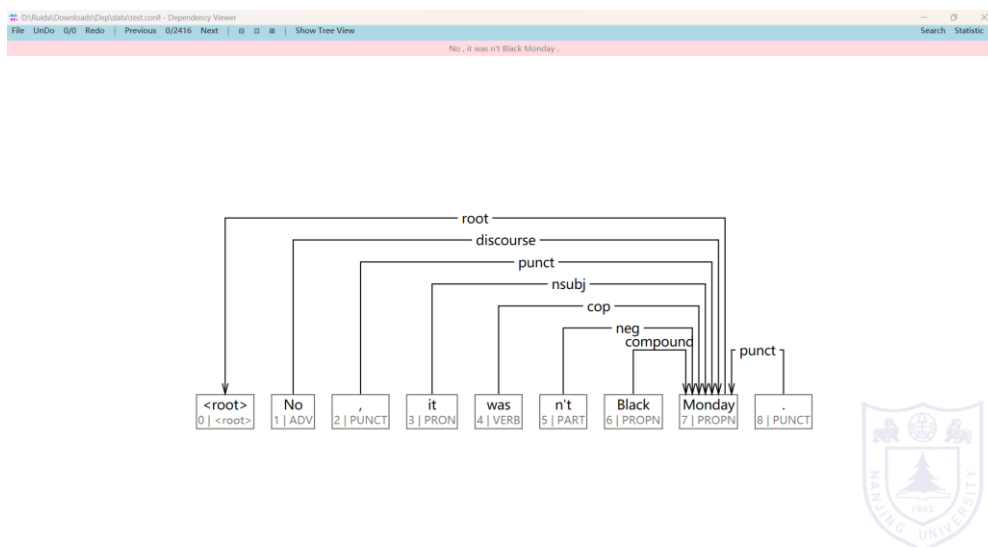 D:\Ruida\Downloads\Dep\data\test.conll - Dependency Viewer
File UnDo 0/0 Redo | Previous 0/2416 Next | ⊟ ⊡ ⊞ | Show Tree View Search Statistic
No , it was n't Black Monday .
root
discourse
punct
nsubj
cop
neg
compound
punct
<root> No , it was n't Black Monday .
0 | <root> 1 | ADV 2 | PUNCT 3 | PRON 4 | VERB 5 | PART 6 | PROPN 7 | PROPN 8 | PUNCT
NANJING UNIVERSITY
1902